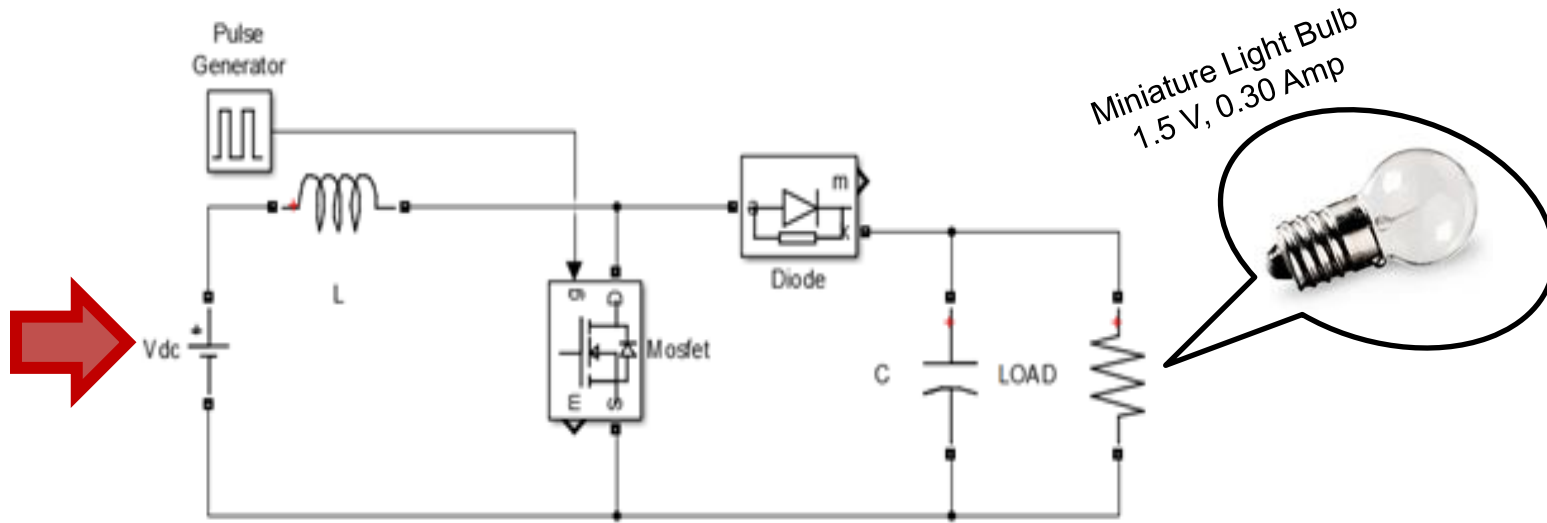 Pulse
Generator
Miniature Light Bulb
1.5 V, 0.30 Amp
L
Vdc
g
D
m
S
Mosfet
a
m
k
Diode
C
LOAD